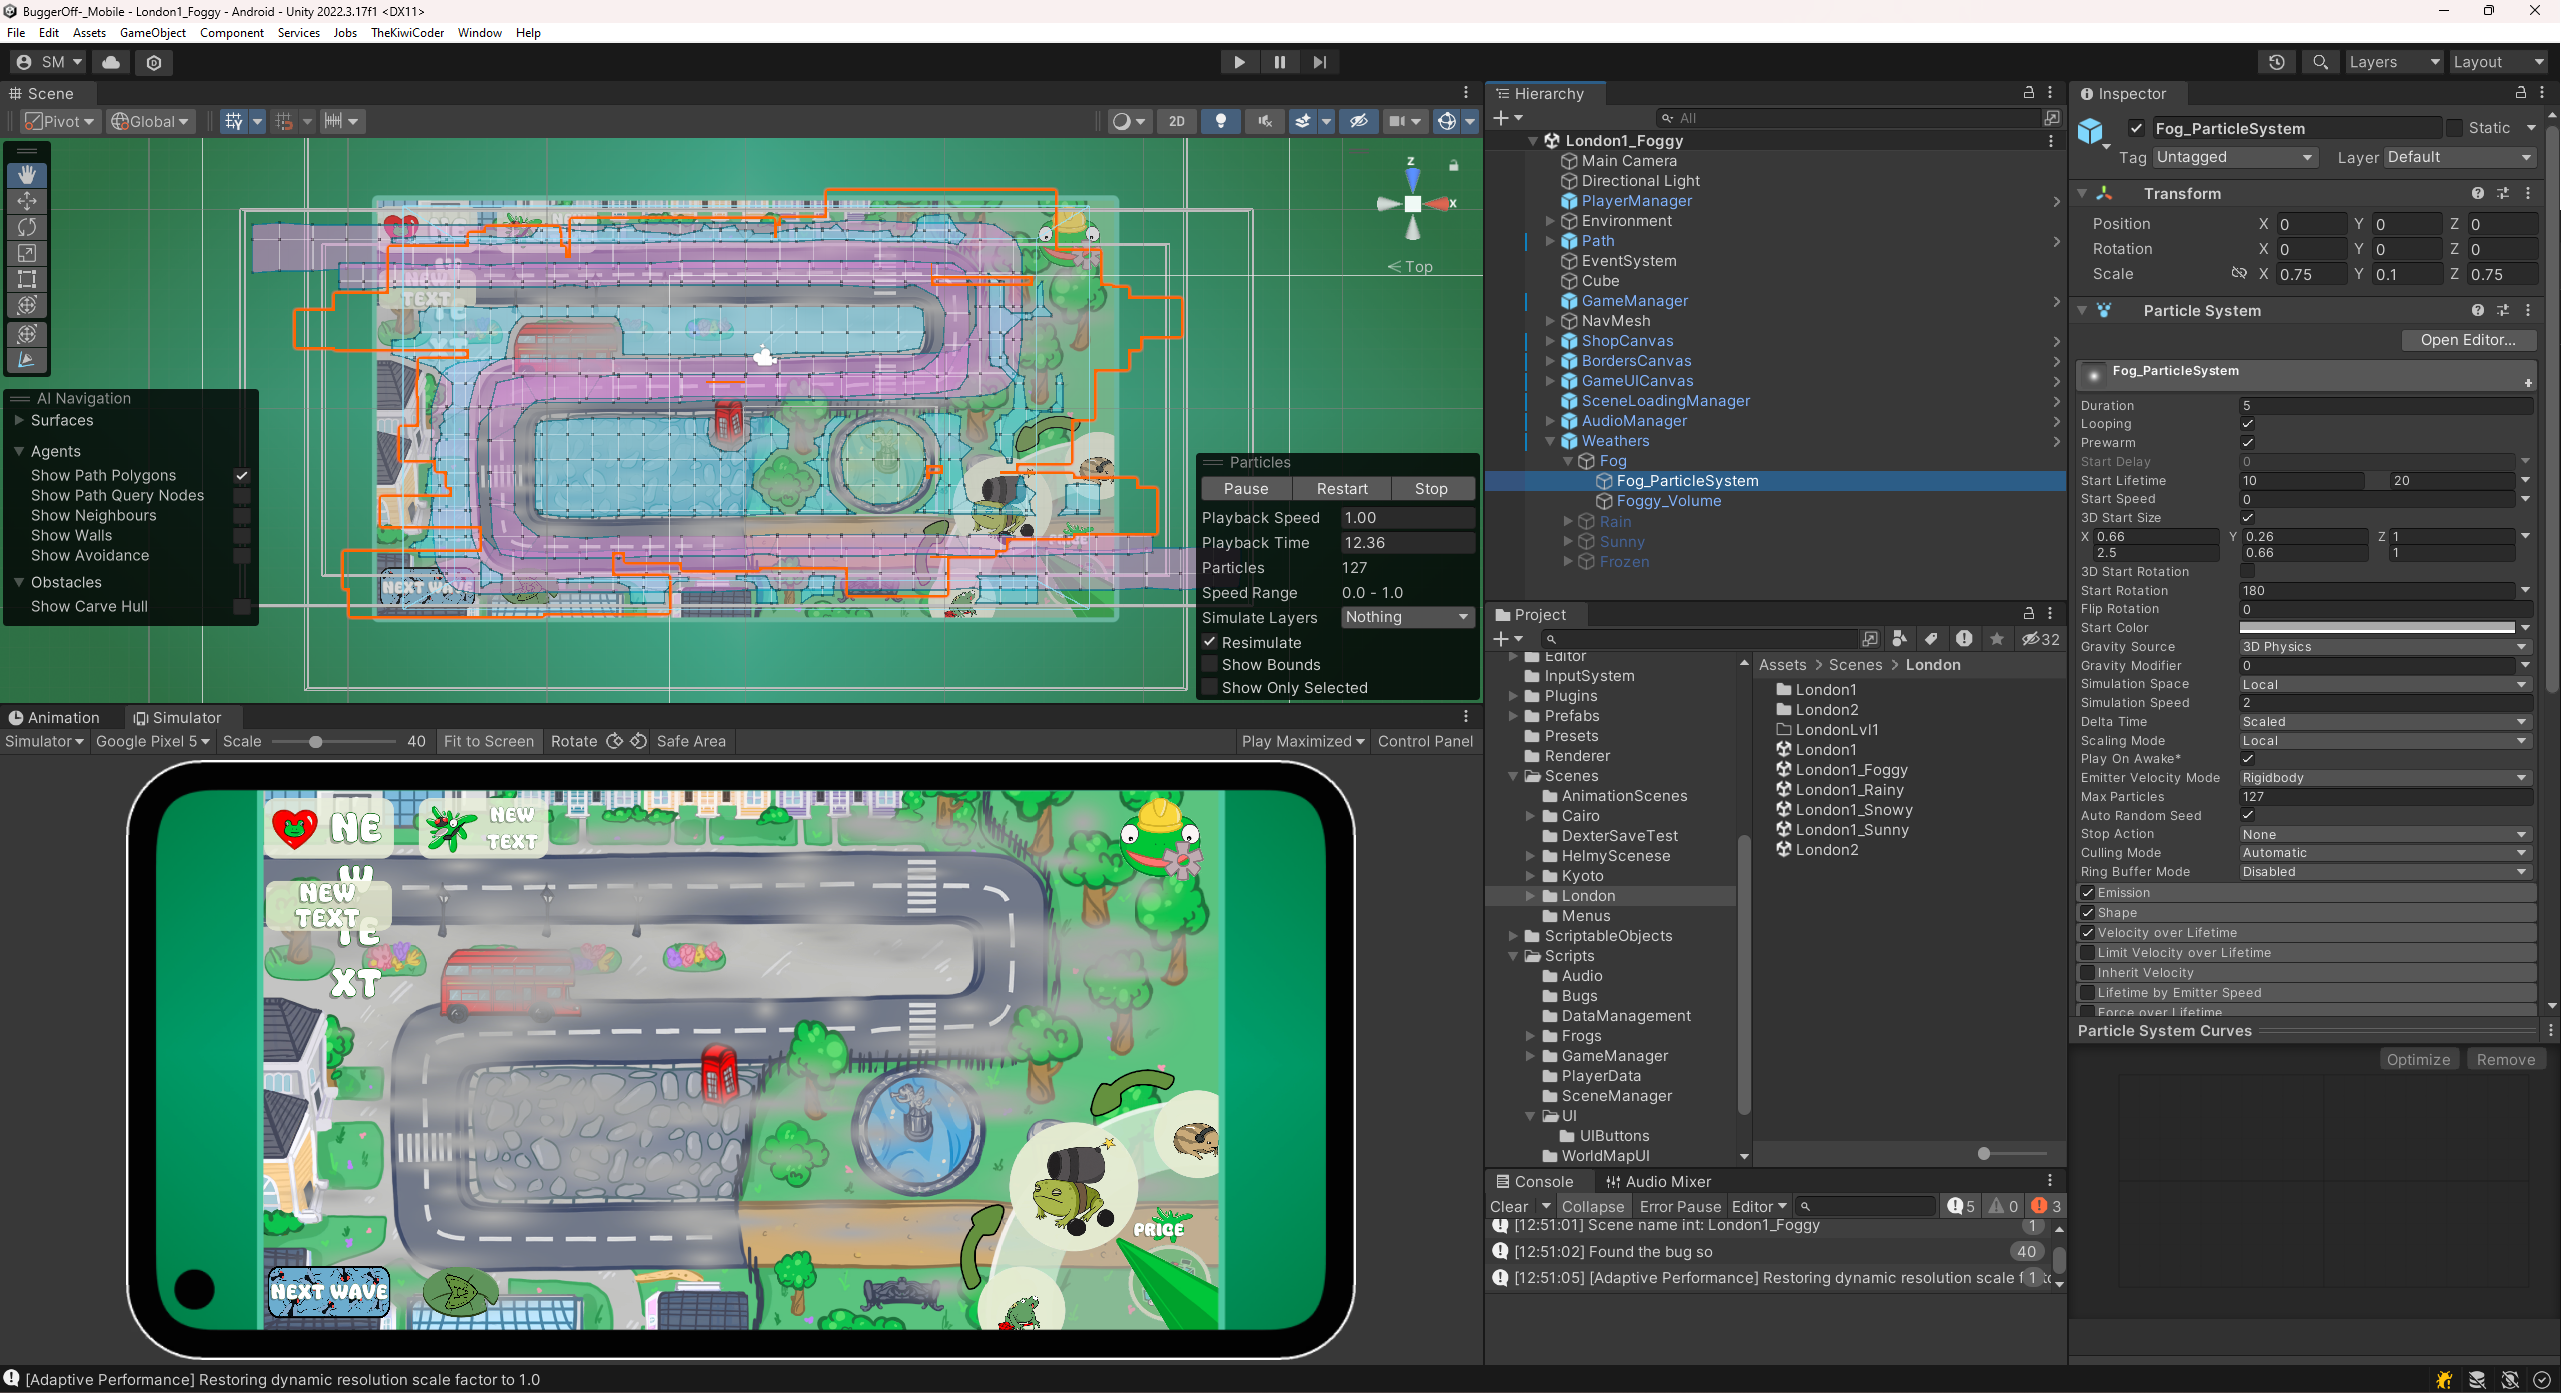 BuggerOff-_Mobile - London1_Foggy - Android - Unity 2022.3.17f1 <DX11>
File Edit Assets GameObject Component Services Jobs TheKiwiCoder Window Help
SM
Layers
Layout
Scene
Pivot
Global
2D
Z
x
Top
NEXT WAVE
AI Navigation
Surfaces
Agents
Show Path Polygons
Show Path Query Nodes
Show Neighbours
Show Walls
Show Avoidance
Obstacles
Show Carve Hull
Particles
Pause Restart Stop
Playback Speed 1.00
Playback Time 12.36
Particles 127
Speed Range 0.0 - 1.0
Simulate Layers Nothing
Resimulate
Show Bounds
Show Only Selected
Animation Simulator
Simulator Google Pixel 5 Scale 40 Fit to Screen Rotate Safe Area Play Maximized Control Panel
NE
W
TE
XT
NEW
TEXT
NEW
TEXT
PRICE
NEXT WAVE
Hierarchy
All
London1_Foggy
Main Camera
Directional Light
PlayerManager
Environment
Path
EventSystem
Cube
GameManager
NavMesh
ShopCanvas
BordersCanvas
GameUICanvas
SceneLoadingManager
AudioManager
Weathers
Fog
Fog_ParticleSystem
Foggy_Volume
Rain
Sunny
Frozen
Project
32
Editor
InputSystem
Plugins
Prefabs
Presets
Renderer
Scenes
AnimationScenes
Cairo
DexterSaveTest
HelmyScenese
Kyoto
London
Menus
ScriptableObjects
Scripts
Audio
Bugs
DataManagement
Frogs
GameManager
PlayerData
SceneManager
UI
UIButtons
WorldMapUI
Assets > Scenes > London
London1
London2
LondonLvl1
London1
London1_Foggy
London1_Rainy
London1_Snowy
London1_Sunny
London2
Console Audio Mixer
Clear Collapse Error Pause Editor 5 0 3
[12:51:01] Scene name int: London1_Foggy 1
[12:51:02] Found the bug so 40
[12:51:05] [Adaptive Performance] Restoring dynamic resolution scale f 1
Inspector
Fog_ParticleSystem Static
Tag Untagged Layer Default
Transform
Position X 0 Y 0 Z 0
Rotation X 0 Y 0 Z 0
Scale X 0.75 Y 0.1 Z 0.75
Particle System
Open Editor...
Fog_ParticleSystem
Duration 5
Looping
Prewarm
Start Delay 0
Start Lifetime 10 20
Start Speed 0
3D Start Size
X 0.66 Y 0.26 Z 1
2.5 0.66 1
3D Start Rotation
Start Rotation 180
Flip Rotation 0
Start Color
Gravity Source 3D Physics
Gravity Modifier 0
Simulation Space Local
Simulation Speed 2
Delta Time Scaled
Scaling Mode Local
Play On Awake*
Emitter Velocity Mode Rigidbody
Max Particles 127
Auto Random Seed
Stop Action None
Culling Mode Automatic
Ring Buffer Mode Disabled
Emission
Shape
Velocity over Lifetime
Limit Velocity over Lifetime
Inherit Velocity
Lifetime by Emitter Speed
Force over Lifetime
Particle System Curves
Optimize Remove
[Adaptive Performance] Restoring dynamic resolution scale factor to 1.0